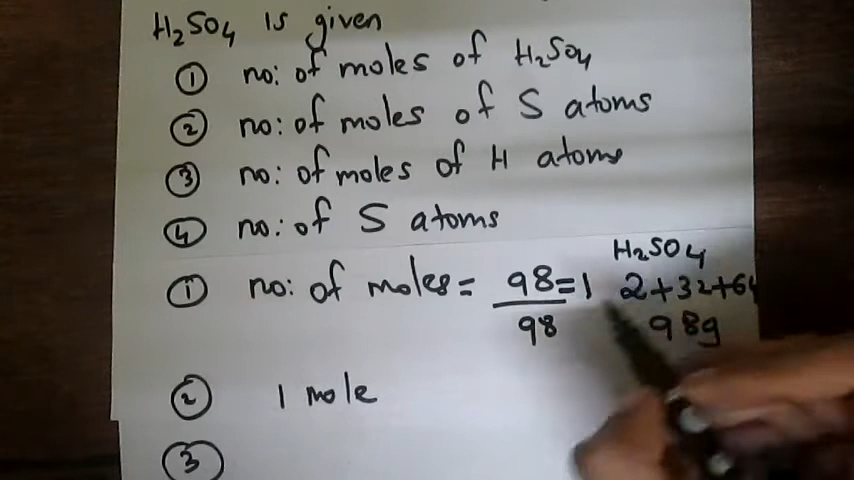 H₂SO₄ is given
① no: of moles of H₂SO₄
② no: of moles of S atoms
③ no: of moles of H atoms
④ no: of S atoms
H₂SO₄
① no: of moles = 98/98 = 1 2+32+64
98g
② 1 mole
③